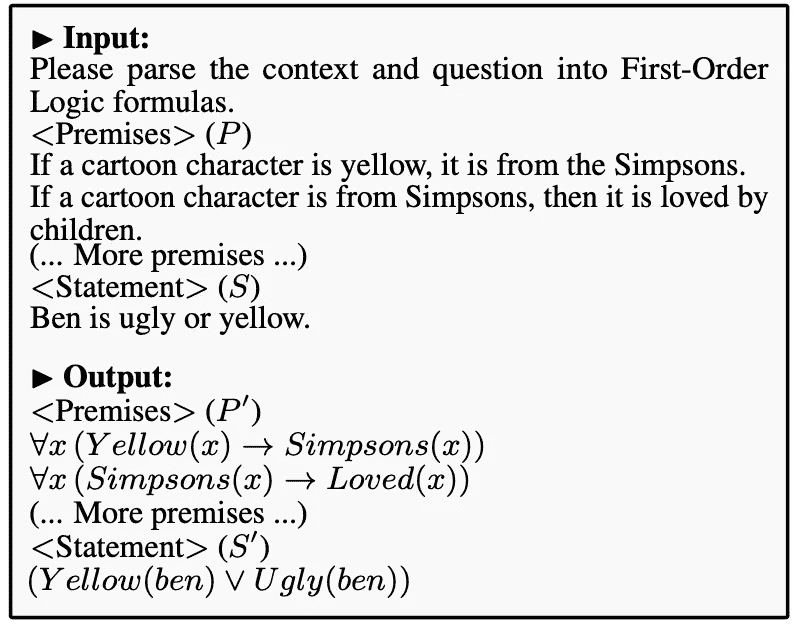 ► Input:
Please parse the context and question into First-Order
Logic formulas.
<Premises> (P)
If a cartoon character is yellow, it is from the Simpsons.
If a cartoon character is from Simpsons, then it is loved by
children.
(... More premises ...)
<Statement> (S)
Ben is ugly or yellow.
► Output:
<Premises> (P′)
∀x (Yellow(x) → Simpsons(x))
∀x (Simpsons(x) → Loved(x))
(... More premises ...)
<Statement> (S′)
(Yellow(ben) ∨ Ugly(ben))